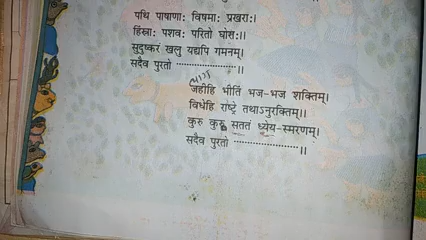 पथि पाषाणाः विषमाः प्रखराः।
हिंस्राः पशवः परितो घोराः।।
सुदुष्करं खलु यद्यपि गमनम्।
सदैव पुरतो ......................।।
जहीहि भीतिं भज-भज शक्तिम्।
विधेहि राष्ट्रे तथाऽनुरक्तिम्।।
कुरु कुरु सततं ध्येय-स्मरणम्।
सदैव पुरतो ......................।।